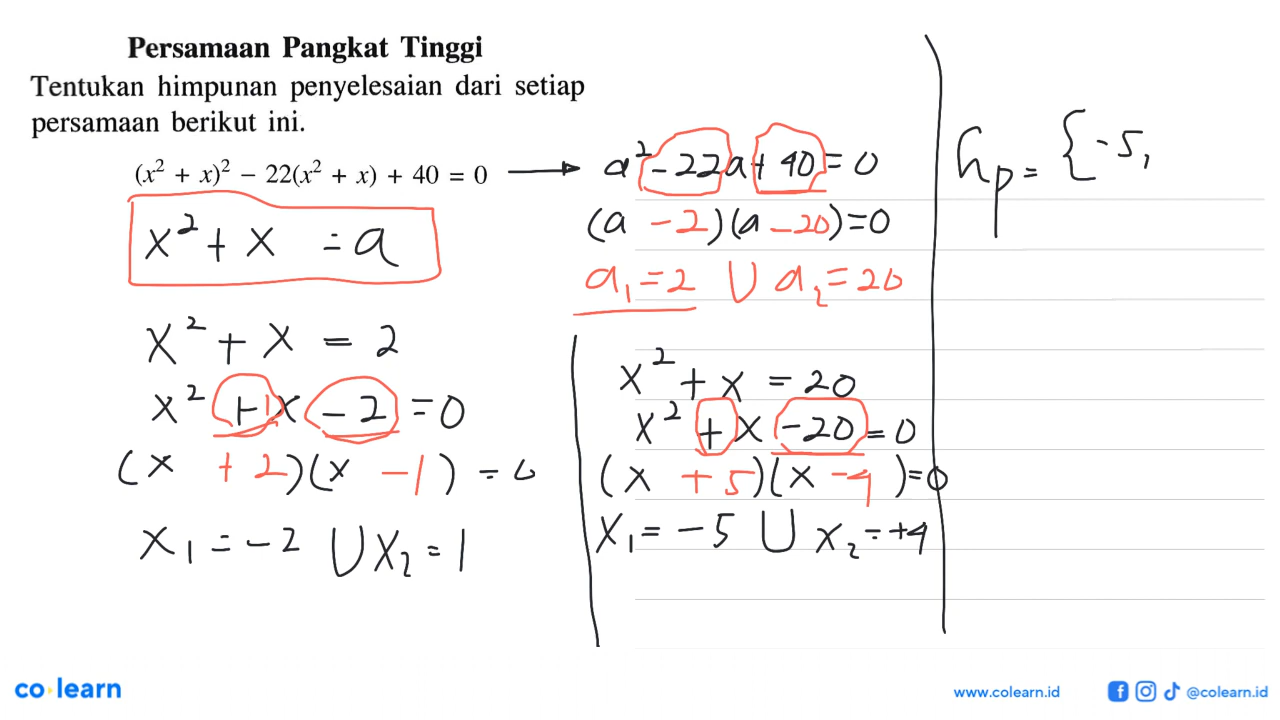 Persamaan Pangkat Tinggi
Tentukan himpunan penyelesaian dari setiap
persamaan berikut ini.
(x² + x)² − 22(x² + x) + 40 = 0
x² + x = a
x² + x = 2
x² + 1x − 2 = 0
(x + 2)(x − 1) = 0
x₁ = −2 ∪ x₂ = 1
a² − 22a + 40 = 0
(a − 2)(a − 20) = 0
a₁ = 2 ∪ a₂ = 20
x² + x = 20
x² + x − 20 = 0
(x + 5)(x − 4) = 0
x₁ = −5 ∪ x₂ = +4
hp = {−5,
co·learn
www.colearn.id
@colearn.id